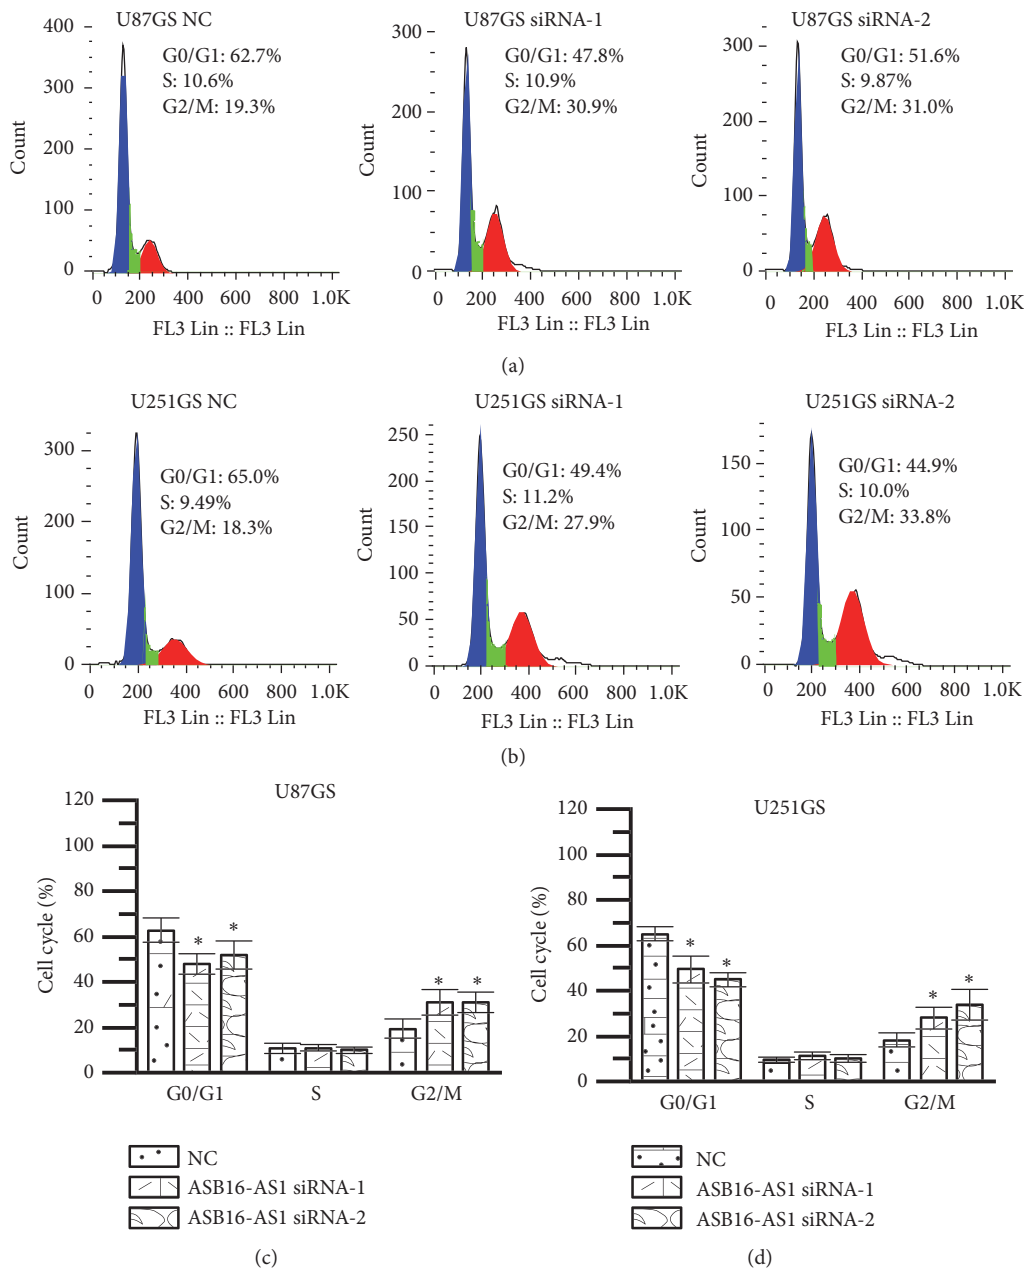 U87GS NC
400
300
200
100
0
Count
G0/G1: 62.7%
S: 10.6%
G2/M: 19.3%
0 200 400 600 800 1.0K
FL3 Lin :: FL3 Lin
U87GS siRNA-1
300
200
100
0
Count
G0/G1: 47.8%
S: 10.9%
G2/M: 30.9%
0 200 400 600 800 1.0K
FL3 Lin :: FL3 Lin
U87GS siRNA-2
300
200
100
0
Count
G0/G1: 51.6%
S: 9.87%
G2/M: 31.0%
0 200 400 600 800 1.0K
FL3 Lin :: FL3 Lin
(a)
U251GS NC
300
200
100
0
Count
G0/G1: 65.0%
S: 9.49%
G2/M: 18.3%
0 200 400 600 800 1.0K
FL3 Lin :: FL3 Lin
U251GS siRNA-1
250
200
150
100
50
0
Count
G0/G1: 49.4%
S: 11.2%
G2/M: 27.9%
0 200 400 600 800 1.0K
FL3 Lin :: FL3 Lin
U251GS siRNA-2
150
100
50
0
Count
G0/G1: 44.9%
S: 10.0%
G2/M: 33.8%
0 200 400 600 800 1.0K
FL3 Lin :: FL3 Lin
(b)
U87GS
120
100
80
60
40
20
0
Cell cycle (%)
* *
* *
G0/G1 S G2/M
NC
ASB16-AS1 siRNA-1
ASB16-AS1 siRNA-2
(c)
U251GS
120
100
80
60
40
20
0
Cell cycle (%)
* *
* *
G0/G1 S G2/M
NC
ASB16-AS1 siRNA-1
ASB16-AS1 siRNA-2
(d)